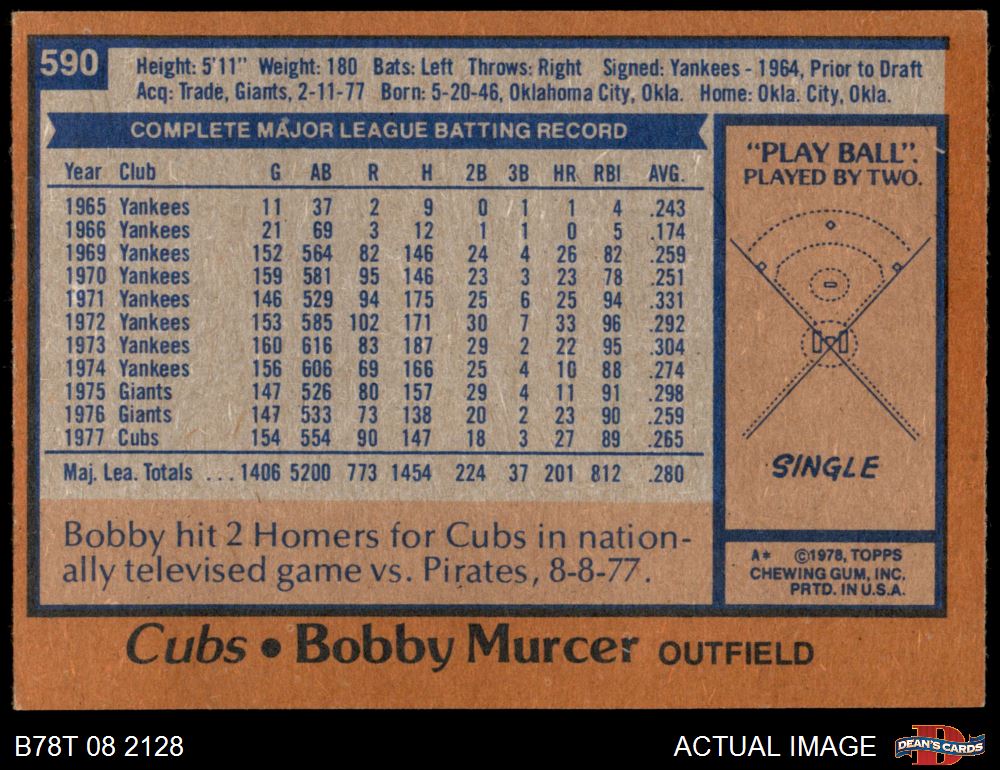 590
Height: 5'11" Weight: 180 Bats: Left Throws: Right Signed: Yankees - 1964, Prior to Draft
Acq: Trade, Giants, 2-11-77 Born: 5-20-46, Oklahoma City, Okla. Home: Okla. City, Okla.
COMPLETE MAJOR LEAGUE BATTING RECORD
Year Club G AB R H 2B 3B HR RBI AVG.
1965 Yankees 11 37 2 9 0 1 1 4 .243
1966 Yankees 21 69 3 12 1 1 0 5 .174
1969 Yankees 152 564 82 146 24 4 26 82 .259
1970 Yankees 159 581 95 146 23 3 23 78 .251
1971 Yankees 146 529 94 175 25 6 25 94 .331
1972 Yankees 153 585 102 171 30 7 33 96 .292
1973 Yankees 160 616 83 187 29 2 22 95 .304
1974 Yankees 156 606 69 166 25 4 10 88 .274
1975 Giants 147 526 80 157 29 4 11 91 .298
1976 Giants 147 533 73 138 20 2 23 90 .259
1977 Cubs 154 554 90 147 18 3 27 89 .265
Maj. Lea. Totals ... 1406 5200 773 1454 224 37 201 812 .280
Bobby hit 2 Homers for Cubs in nation-
ally televised game vs. Pirates, 8-8-77.
"PLAY BALL".
PLAYED BY TWO.
SINGLE
A* ©1978, TOPPS
CHEWING GUM, INC.
PRTD. IN U.S.A.
Cubs • Bobby Murcer OUTFIELD
B78T 08 2128
ACTUAL IMAGE
D
DEAN'S CARDS